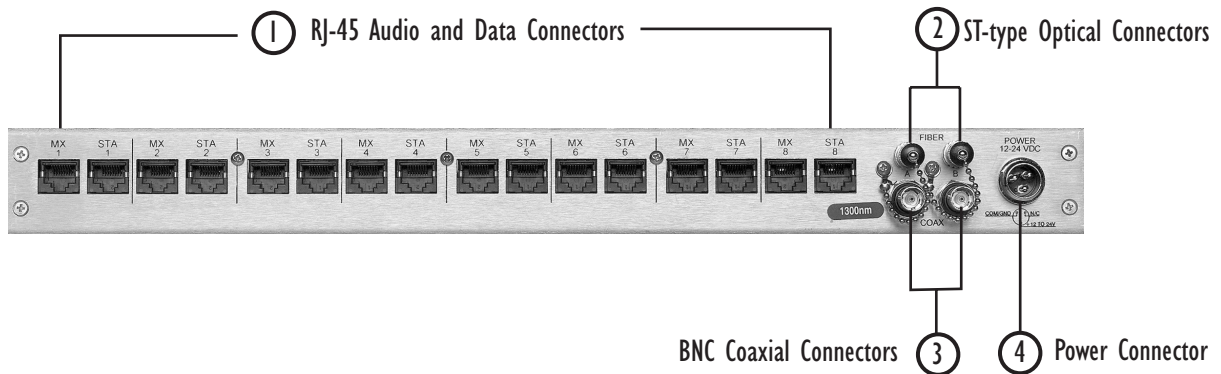 1 RJ-45 Audio and Data Connectors
2 ST-type Optical Connectors
MX STA MX STA MX STA MX STA MX STA MX STA MX STA MX STA
1 1 2 2 3 3 4 4 5 5 6 6 7 7 8 8
FIBER
A B
COAX
POWER
12-24 VDC
1300nm
COM/GND N/C
+12 TO 24V
BNC Coaxial Connectors 3
4 Power Connector